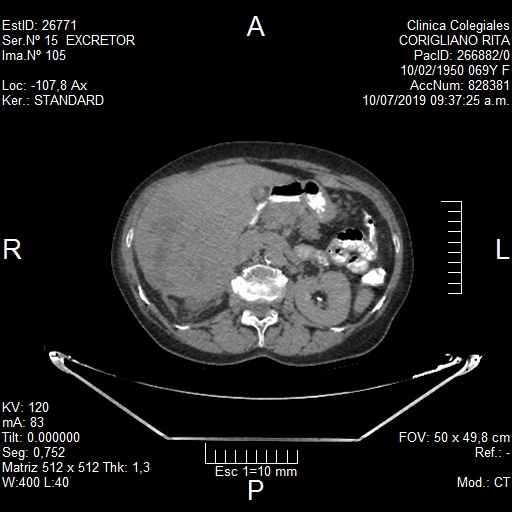 EstID: 26771
Ser.Nº 15  EXCRETOR
Ima.Nº 105
Loc: -107,8 Ax
Ker.: STANDARD
A
Clinica Colegiales
CORIGLIANO RITA
PacID: 266882/0
10/02/1950 069Y F
AccNum: 828381
10/07/2019 09:37:25 a.m.
R
L
KV: 120
mA: 83
Tilt: 0.000000
Seg: 0,752
Matriz 512 x 512 Thk: 1,3
W:400 L:40
Esc 1=10 mm
P
FOV: 50 x 49,8 cm
Ref.: -
Mod.: CT